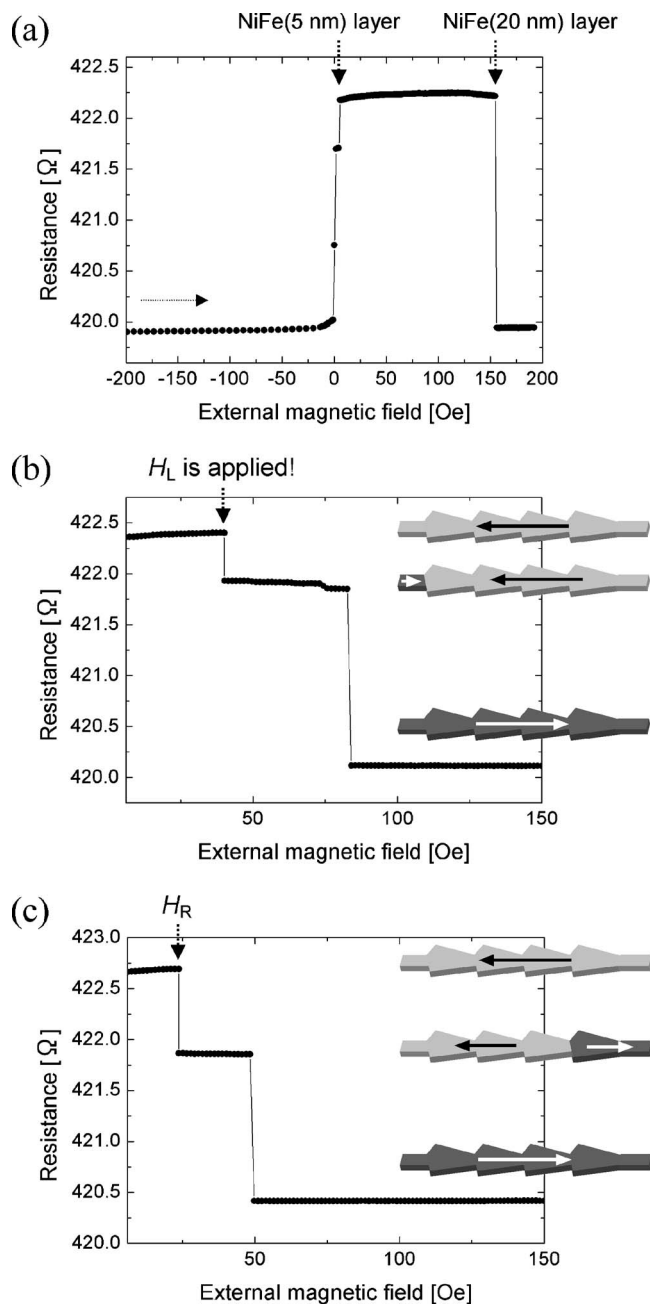 (a)
NiFe(5 nm) layer NiFe(20 nm) layer
Resistance [ Ω ]
422.5
422.0
421.5
421.0
420.5
420.0
-200 -150 -100 -50 0 50 100 150 200
External magnetic field [Oe]
(b)
HL is applied!
Resistance [ Ω ]
422.5
422.0
421.5
421.0
420.5
420.0
50 100 150
External magnetic field [Oe]
(c)
HR
Resistance [ Ω ]
423.0
422.5
422.0
421.5
421.0
420.5
420.0
50 100 150
External magnetic field [Oe]